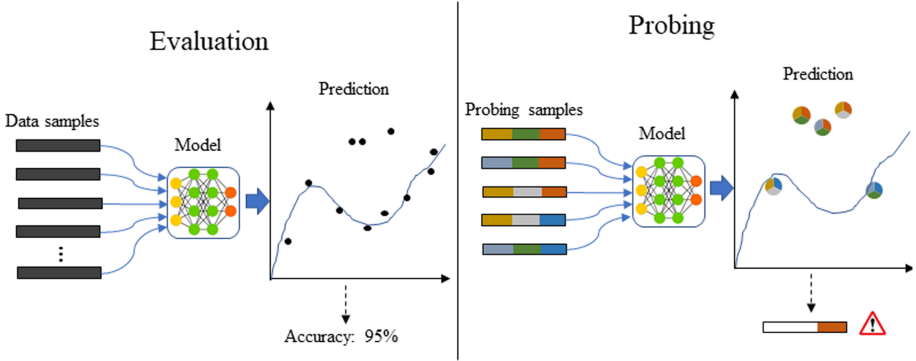 Evaluation
Prediction
Data samples
Model
...
Accuracy: 95%
Probing
Prediction
Probing samples
Model
!